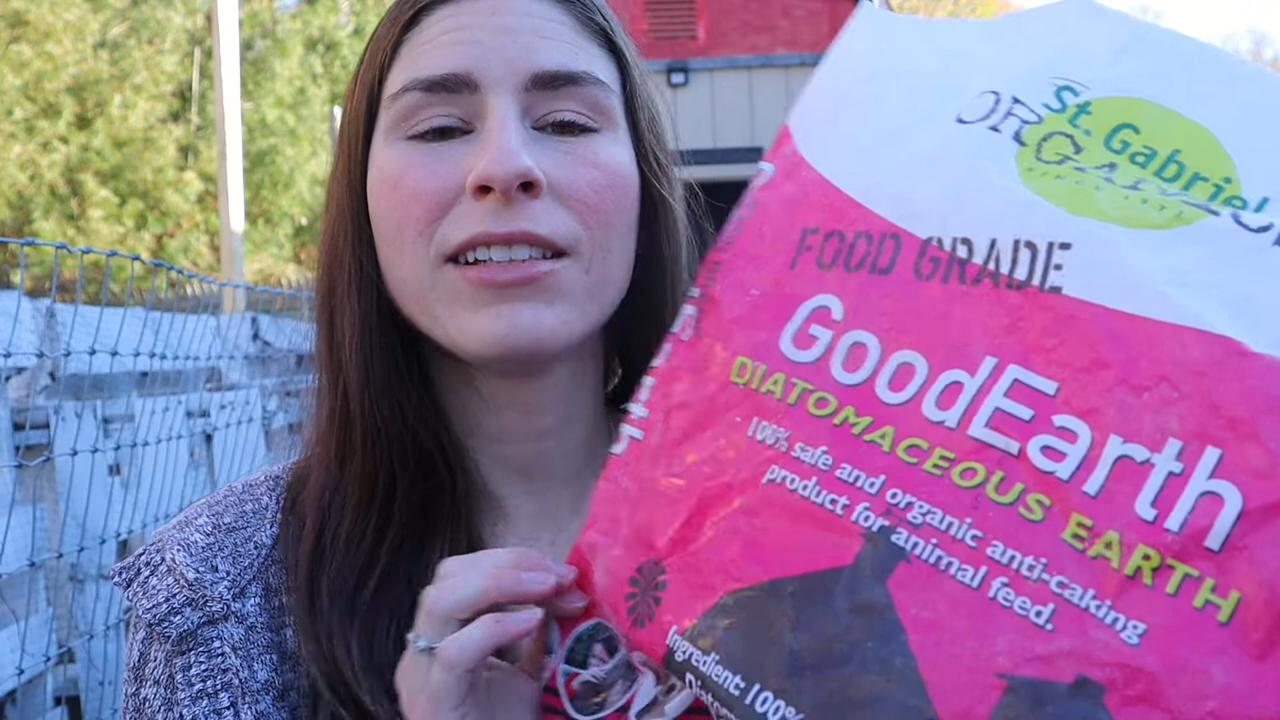 St. Gabriel
ORGANICS
FOOD GRADE
GoodEarth
DIATOMACEOUS EARTH
100% safe and organic anti-caking
product for animal feed.
Ingredient: 100%